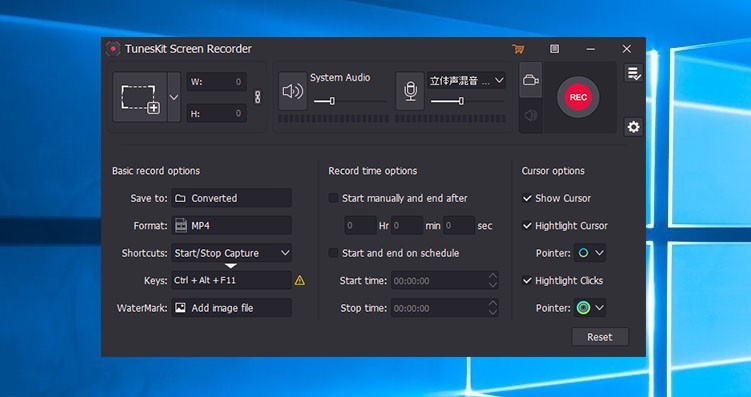 TunesKit Screen Recorder
W: 0
H: 0
System Audio
立体声混音 ...
REC
Basic record options
Save to: Converted
Format: MP4
Shortcuts: Start/Stop Capture
Keys: Ctrl + Alt + F11
WaterMark: Add image file
Record time options
Start manually and end after
0 Hr 0 min 0 sec
Start and end on schedule
Start time: 00:00:00
Stop time: 00:00:00
Cursor options
Show Cursor
Hightlight Cursor
Pointer:
Hightlight Clicks
Pointer:
Reset